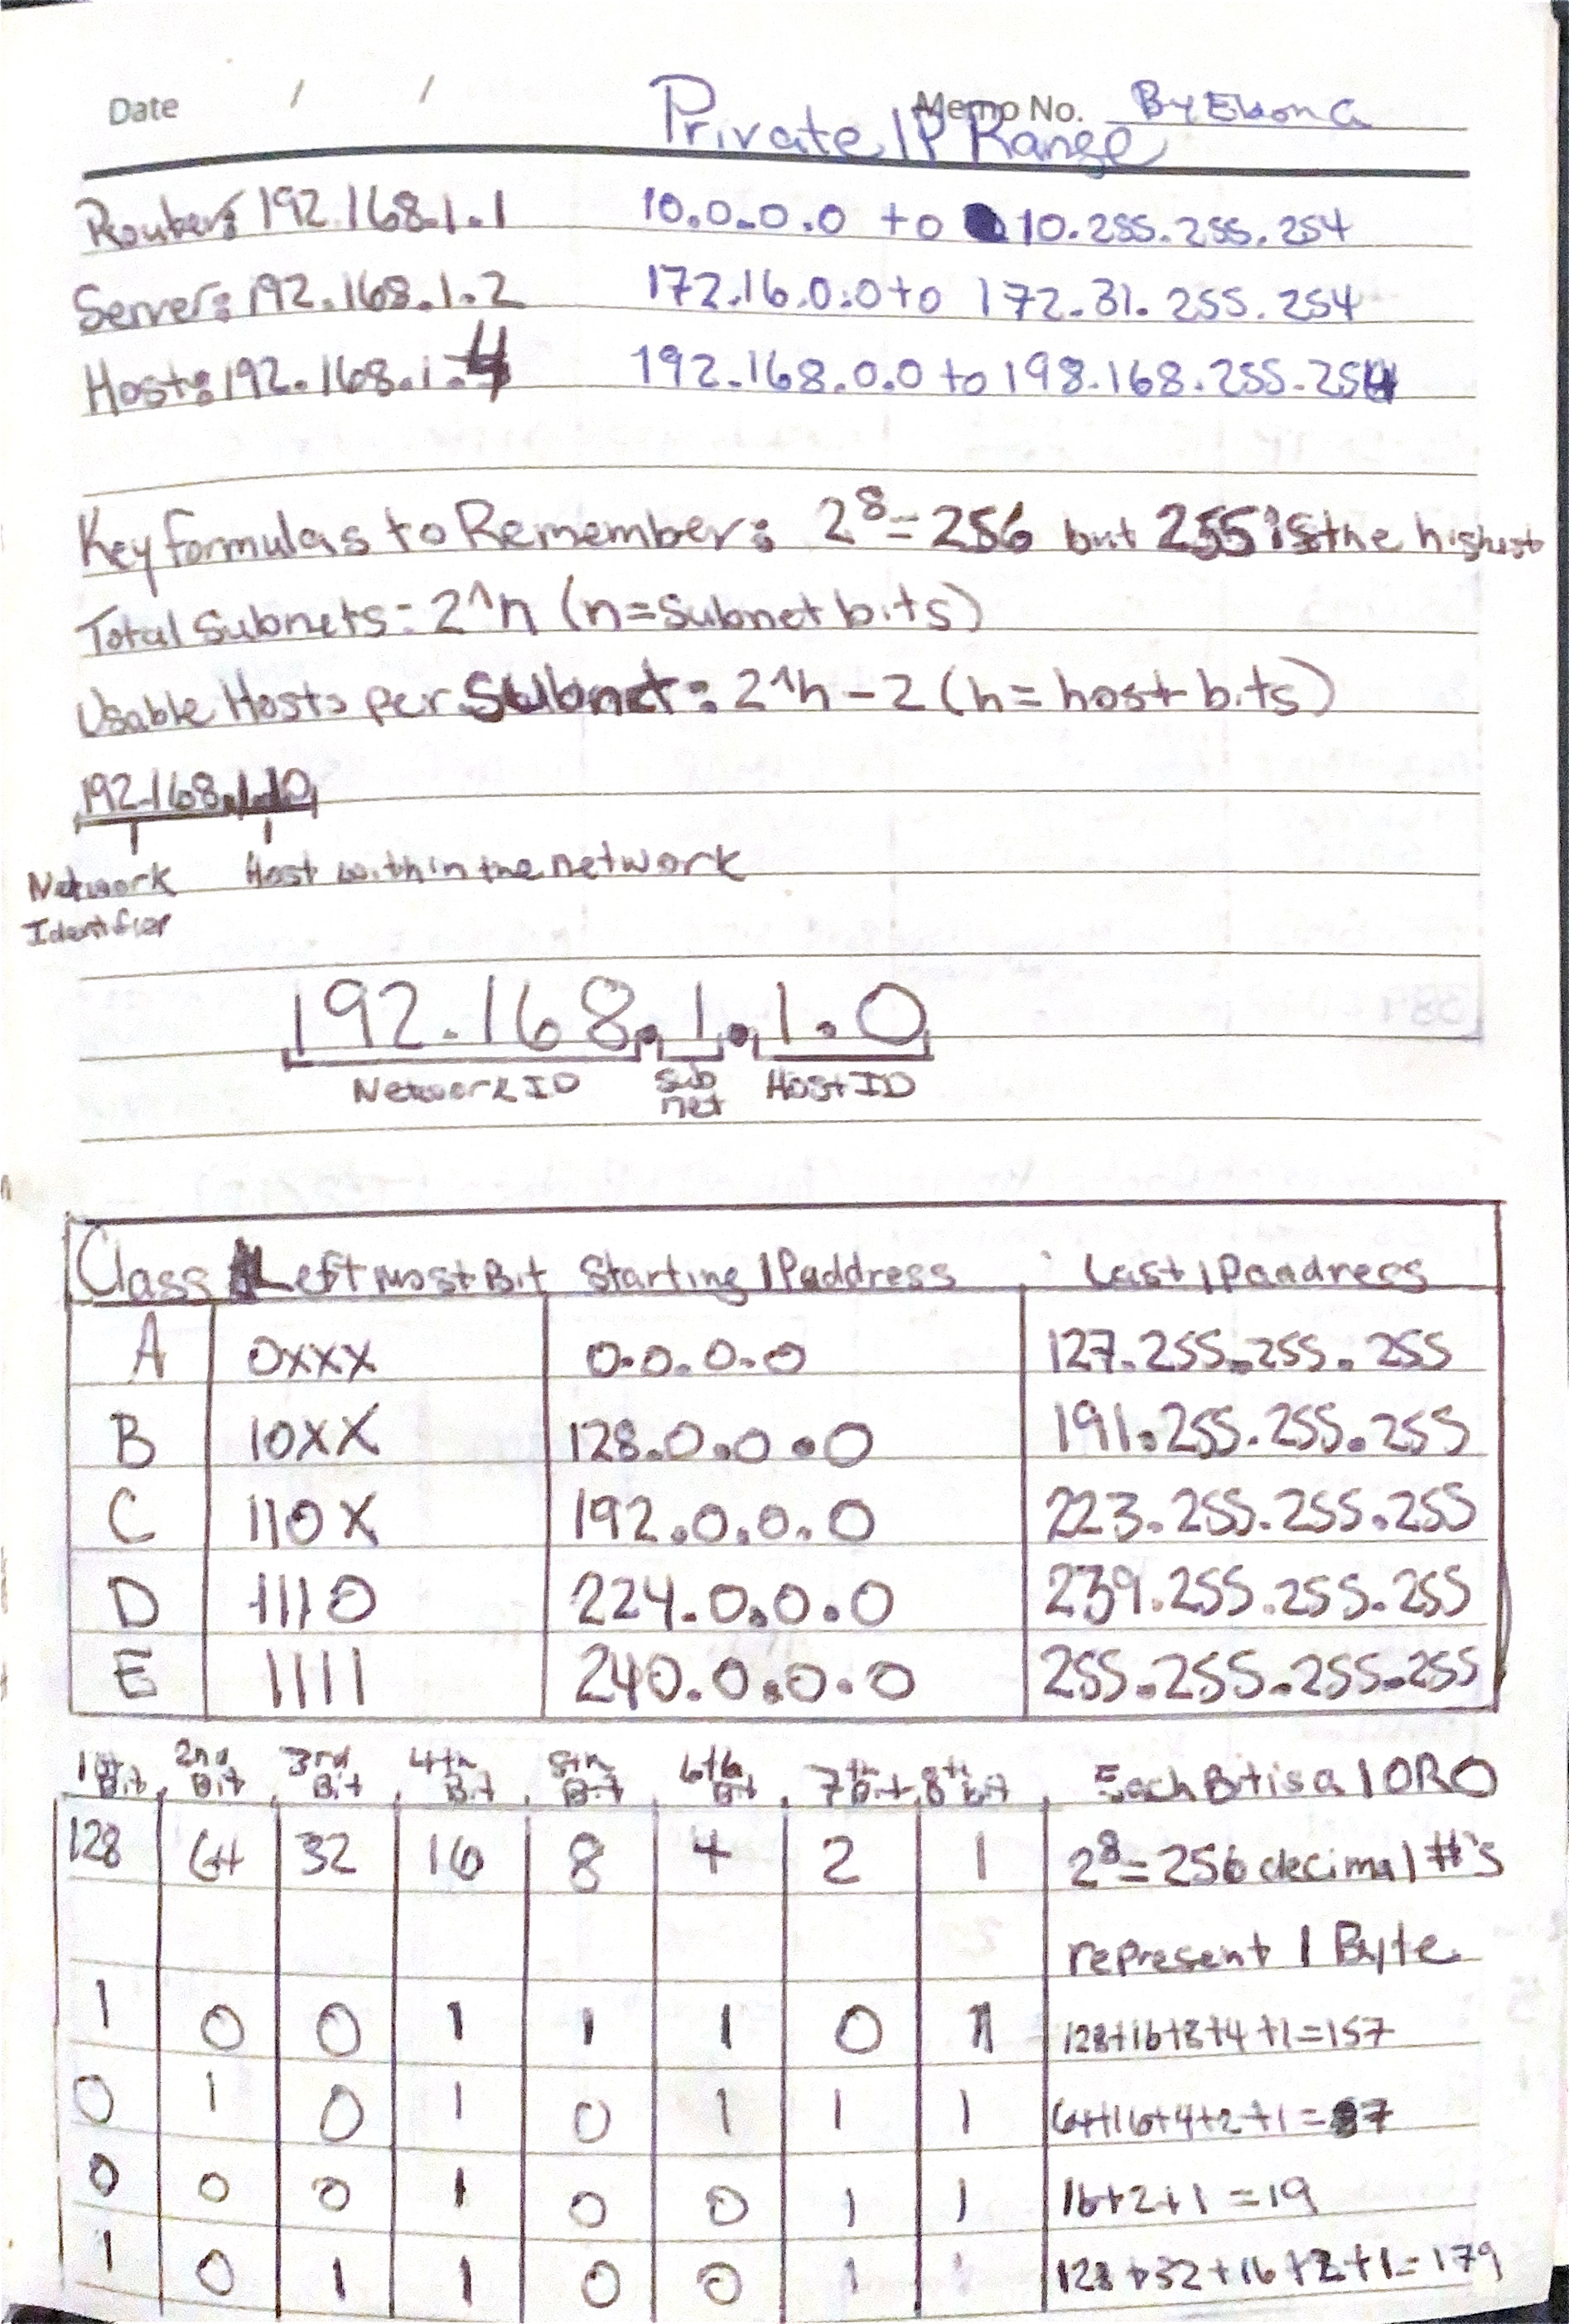 Date / / Memo No. By Ekon G
Private IP Range
Router: 192.168.1.1 10.0.0.0 to 10.255.255.254
Server: 192.168.1.2 172.16.0.0 to 172.31.255.254
Host: 192.168.1.4 192.168.0.0 to 198.168.255.254
Key formulas to Remember: 2^8=256 but 255 is the highest
Total Subnets: 2^n (n=subnet bits)
Usable Hosts per Subnet: 2^h - 2 (h= host bits)
192.168.1.10
Network Host within the network
Identifier
192.168.1.1.0
Network ID Sub Host ID
net
Class Left most Bit Starting IP address Last IP aadress
A 0xxx 0.0.0.0 127.255.255.255
B 10xx 128.0.0.0 191.255.255.255
C 110x 192.0.0.0 223.255.255.255
D 1110 224.0.0.0 239.255.255.255
E 1111 240.0.0.0 255.255.255.255
1st Bit 2nd Bit 3rd Bit 4th Bit 5th Bit 6th Bit 7th Bit 8th bit Each Bit is a 1 OR 0
128 64 32 16 8 4 2 1 2^8=256 decimal #'s
represent 1 Byte
1 0 0 1 1 1 0 1 128+16+8+4+1=157
0 1 0 1 0 1 1 1 64+16+4+2+1=87
0 0 0 1 0 0 1 1 16+2+1=19
1 0 1 1 0 0 1 1 128+32+16+2+1=179